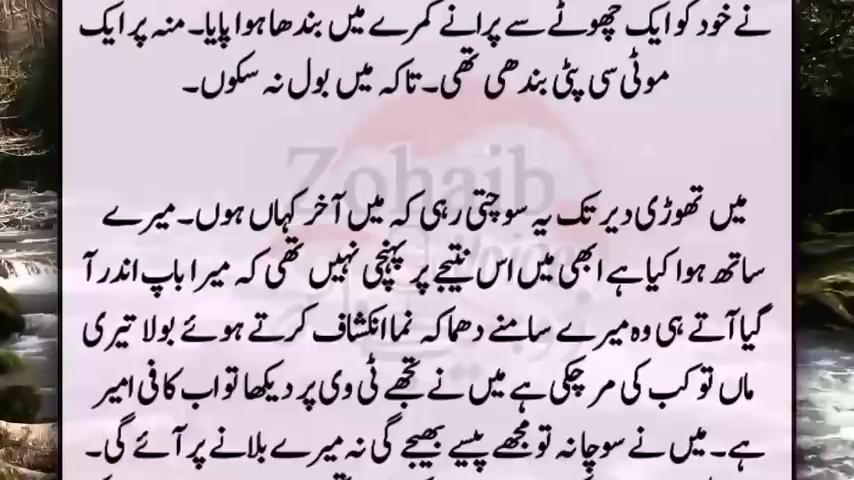 نے خود کو ایک چھوٹے سے پرانے کمرے میں بندھا ہوا پایا۔ منہ پر ایک
موٹی سی پٹی بندھی تھی۔ تاکہ میں بول نہ سکوں۔
Zohaib
میں تھوڑی دیر تک یہ سوچتی رہی کہ میں آخر کہاں ہوں۔ میرے
ساتھ ہوا کیا ہے ابھی میں اس نتیجے پر پہنچی نہیں تھی کہ میرا باپ اندر آ
گیا آتے ہی وہ میرے سامنے دھماکہ نما انکشاف کرتے ہوئے بولا تیری
ماں تو کب کی مر چکی ہے میں نے تجھے ٹی وی پر دیکھا تو اب کافی امیر
ہے۔ میں نے سوچا نہ تو مجھے پیسے بھیجے گی نہ میرے بلانے پر آئے گی۔